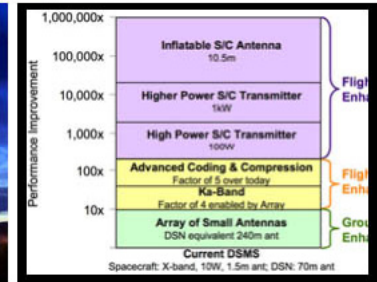 1,000,000x
100,000x
10,000x
1,000x
100x
10x
Performance Improvement
Inflatable S/C Antenna
10.5m
Higher Power S/C Transmitter
1kW
High Power S/C Transmitter
100W
Advanced Coding & Compression
Factor of 5 over today
Ka-Band
Factor of 4 enabled by Array
Array of Small Antennas
DSN equivalent 240m ant
Current DSMS
Spacecraft: X-band, 10W, 1.5m ant; DSN: 70m ant
Fligh
Enha
Flight
Enha
Grou
Enha